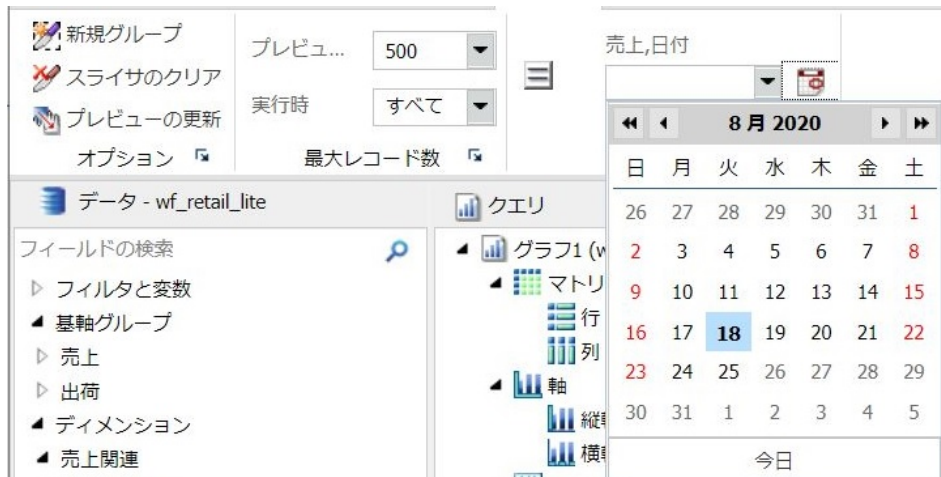 新規グループ
スライサのクリア
プレビューの更新
オプション
プレビュ... 500
実行時 すべて
最大レコード数
売上,日付
8 月 2020
日 月 火 水 木 金 土
26 27 28 29 30 31 1
2 3 4 5 6 7 8
9 10 11 12 13 14 15
16 17 18 19 20 21 22
23 24 25 26 27 28 29
30 31 1 2 3 4 5
今日
データ - wf_retail_lite
フィールドの検索
フィルタと変数
基軸グループ
売上
出荷
ディメンション
売上関連
クエリ
グラフ1 (w
マトリ
行
列
軸
縦
横